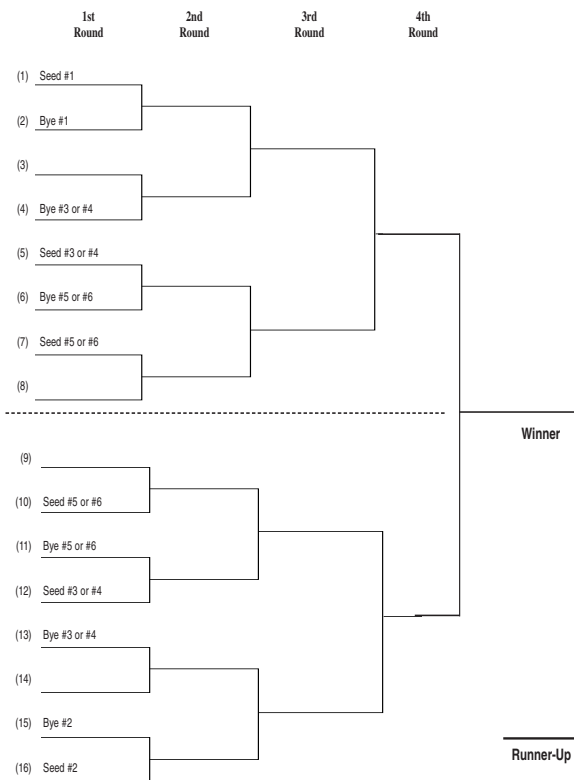 1st 2nd 3rd 4th
Round Round Round Round
(1) Seed #1
(2) Bye #1
(3)
(4) Bye #3 or #4
(5) Seed #3 or #4
(6) Bye #5 or #6
(7) Seed #5 or #6
(8)
Winner
(9)
(10) Seed #5 or #6
(11) Bye #5 or #6
(12) Seed #3 or #4
(13) Bye #3 or #4
(14)
(15) Bye #2
Runner-Up
(16) Seed #2